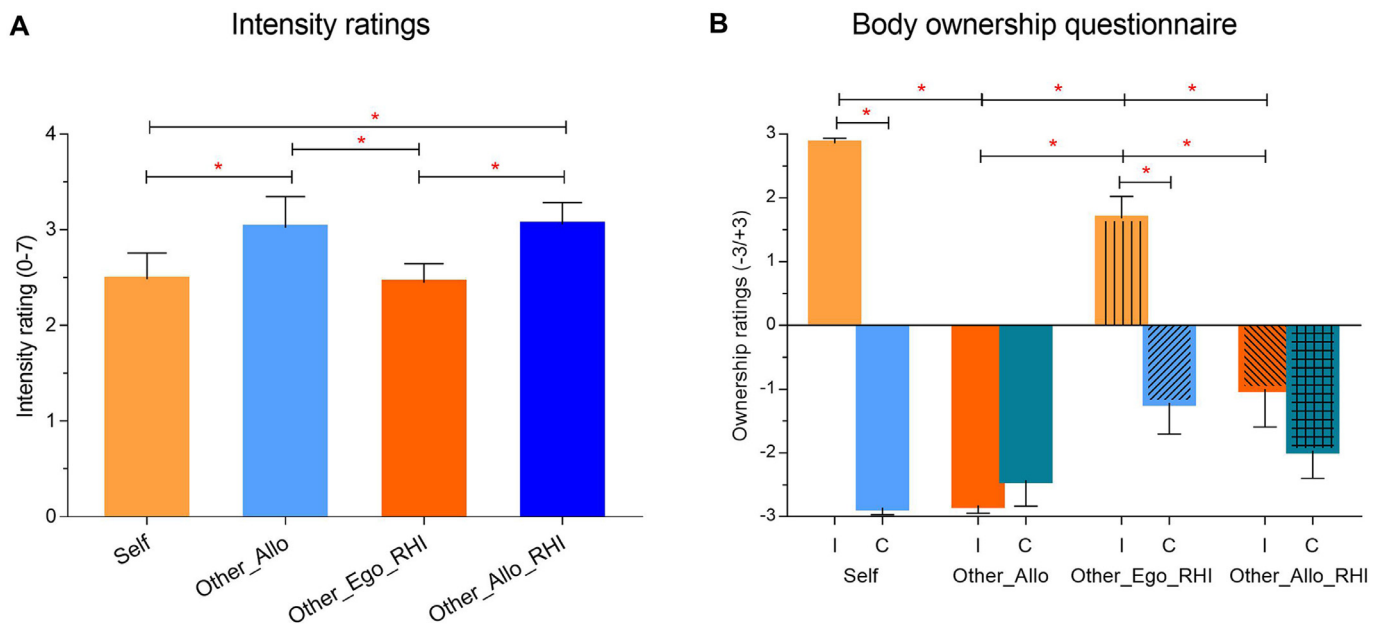 A
Intensity ratings
Intensity rating (0-7)
4
3
2
1
0
*
*
*
*
Self
Other_Allo
Other_Ego_RHI
Other_Allo_RHI
B
Body ownership questionnaire
Ownership ratings (-3/+3)
3
2
1
0
-1
-2
-3
* * *
*
* *
*
I C I C I C I C
Self Other_Allo Other_Ego_RHI Other_Allo_RHI